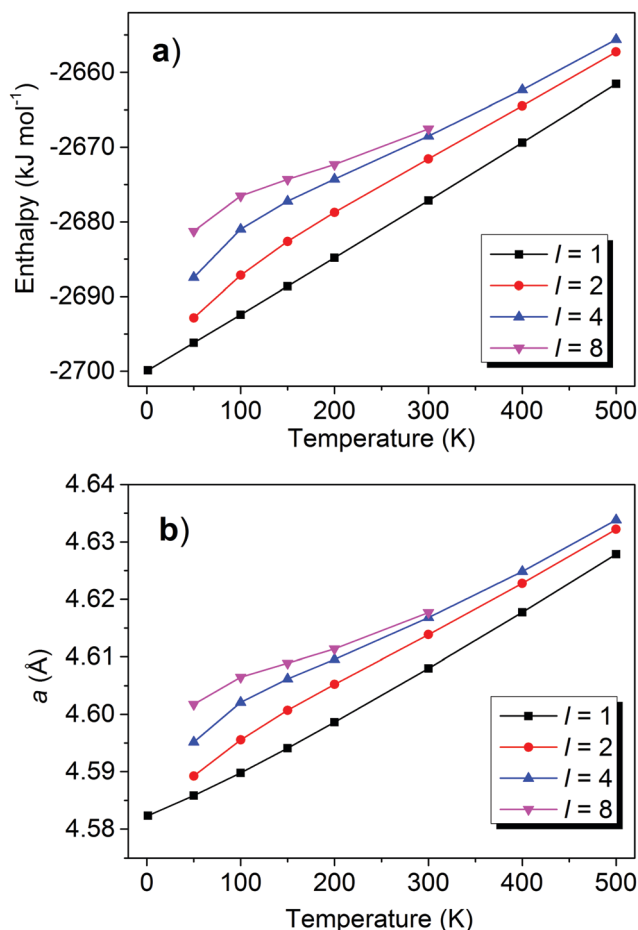 a)
Enthalpy (kJ mol⁻¹)
-2660
-2670
-2680
-2690
-2700
l = 1
l = 2
l = 4
l = 8
0 100 200 300 400 500
Temperature (K)
b)
a (Å)
4.64
4.63
4.62
4.61
4.60
4.59
4.58
l = 1
l = 2
l = 4
l = 8
0 100 200 300 400 500
Temperature (K)